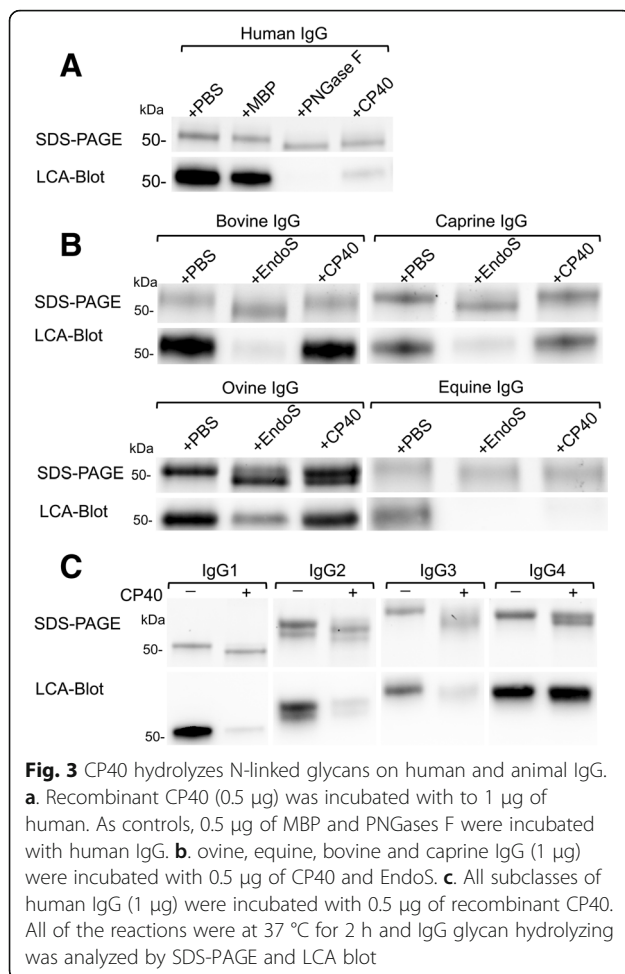 A
Human IgG
+PBS +MBP +PNGase F +CP40
kDa
SDS-PAGE 50-
LCA-Blot 50-
B
Bovine IgG Caprine IgG
+PBS +EndoS +CP40 +PBS +EndoS +CP40
kDa
SDS-PAGE 50-
LCA-Blot 50-
Ovine IgG Equine IgG
+PBS +EndoS +CP40 +PBS +EndoS +CP40
kDa
SDS-PAGE 50-
LCA-Blot 50-
C
IgG1 IgG2 IgG3 IgG4
CP40 – + – + – + – +
kDa
SDS-PAGE 50-
LCA-Blot 50-
Fig. 3 CP40 hydrolyzes N-linked glycans on human and animal IgG.
a. Recombinant CP40 (0.5 μg) was incubated with to 1 μg of
human. As controls, 0.5 μg of MBP and PNGases F were incubated
with human IgG. b. ovine, equine, bovine and caprine IgG (1 μg)
were incubated with 0.5 μg of CP40 and EndoS. c. All subclasses of
human IgG (1 μg) were incubated with 0.5 μg of recombinant CP40.
All of the reactions were at 37 °C for 2 h and IgG glycan hydrolyzing
was analyzed by SDS-PAGE and LCA blot